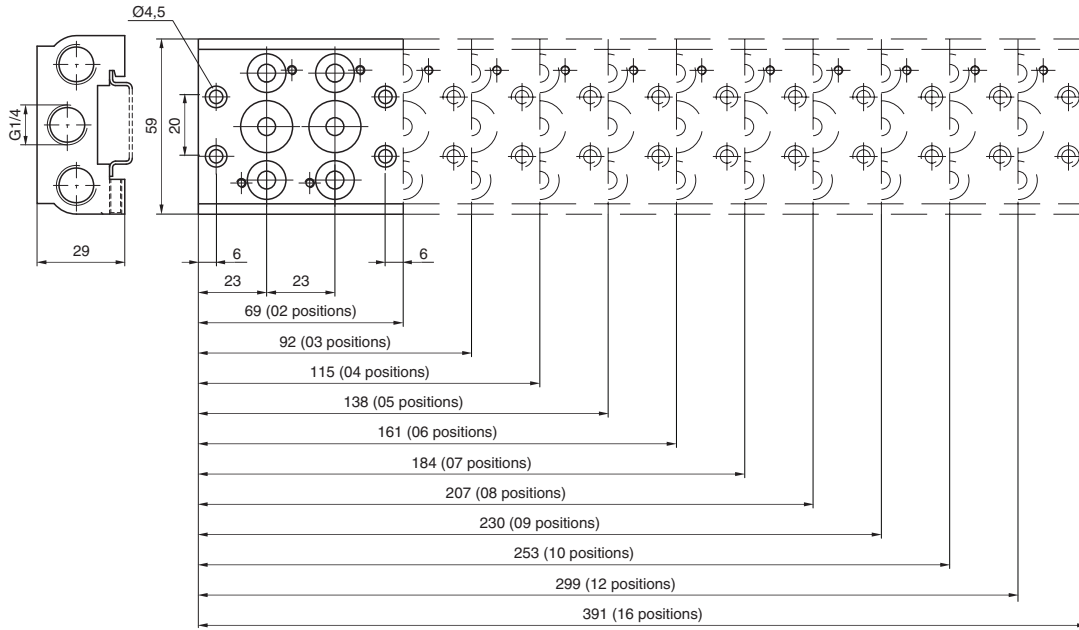 Ø4,5
G1/4
59
20
29
6
6
23
23
69 (02 positions)
92 (03 positions)
115 (04 positions)
138 (05 positions)
161 (06 positions)
184 (07 positions)
207 (08 positions)
230 (09 positions)
253 (10 positions)
299 (12 positions)
391 (16 positions)